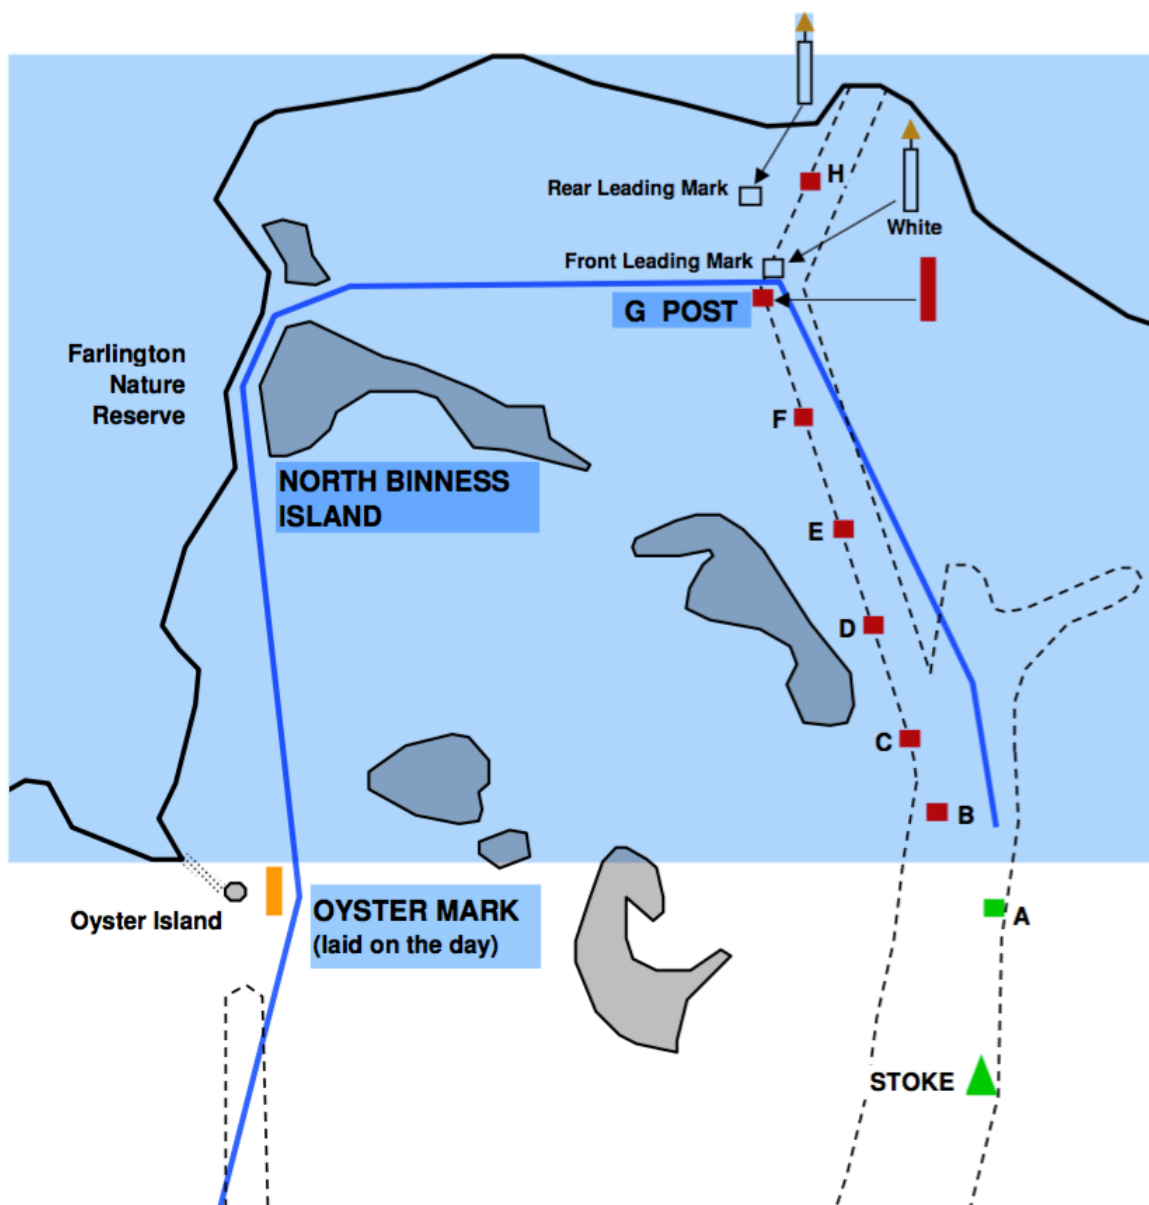 H
Rear Leading Mark
White
Front Leading Mark
G POST
Farlington
Nature
Reserve
F
NORTH BINNESS
ISLAND
E
D
C
B
OYSTER MARK
(laid on the day)
Oyster Island
A
STOKE